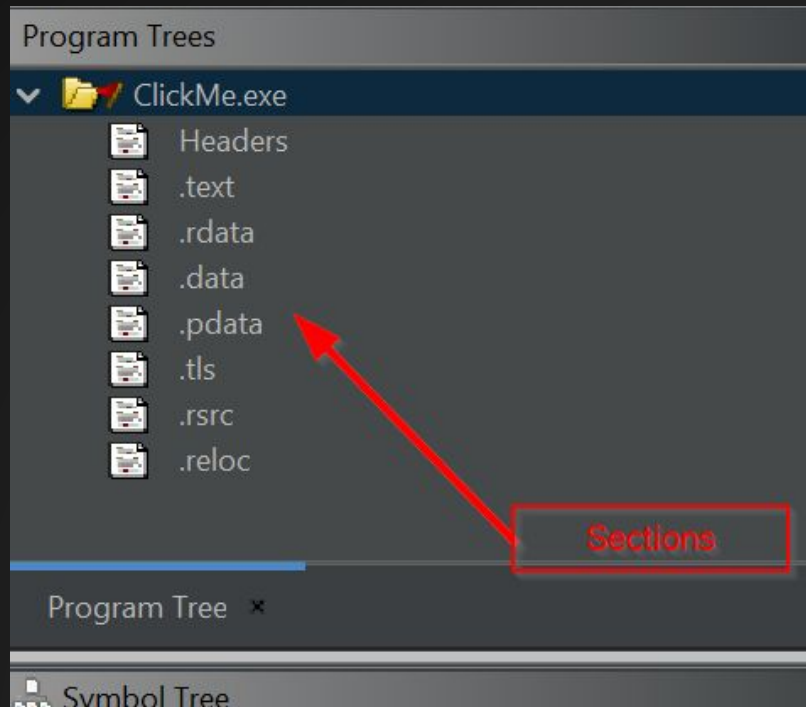 Program Trees
ClickMe.exe
Headers
.text
.rdata
.data
.pdata
.tls
.rsrc
.reloc
Sections
Program Tree ×
Symbol Tree